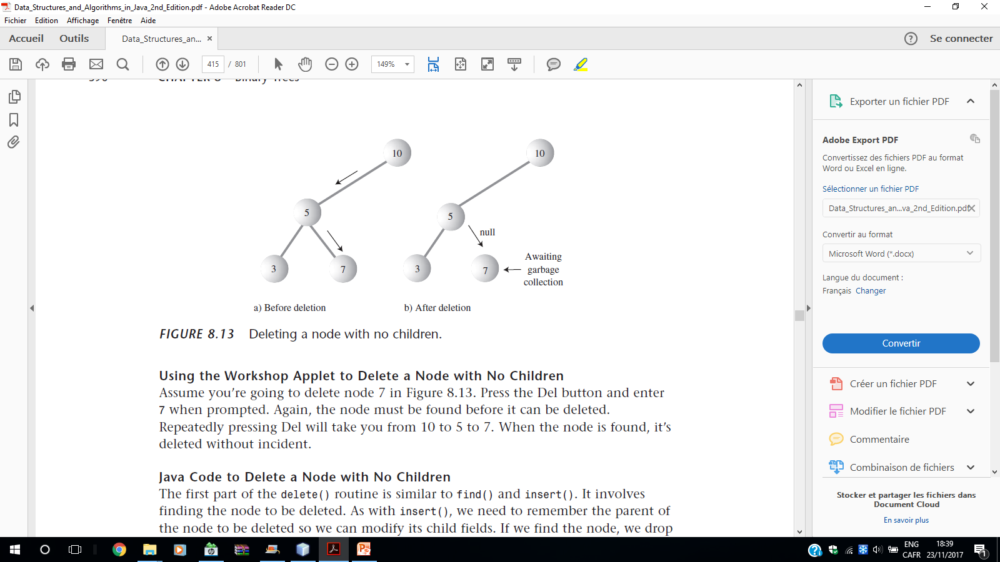 Data_Structures_and_Algorithms_in_Java_2nd_Edition.pdf - Adobe Acrobat Reader DC
Fichier Edition Affichage Fenêtre Aide
Accueil Outils Data_Structures_an... × ? Se connecter
415 / 801 149%
CHAPTER 8 Binary Trees
10 10
5 5
null
3 7 3 7
Awaiting
garbage
collection
a) Before deletion b) After deletion
FIGURE 8.13 Deleting a node with no children.
Using the Workshop Applet to Delete a Node with No Children
Assume you're going to delete node 7 in Figure 8.13. Press the Del button and enter
7 when prompted. Again, the node must be found before it can be deleted.
Repeatedly pressing Del will take you from 10 to 5 to 7. When the node is found, it's
deleted without incident.
Java Code to Delete a Node with No Children
The first part of the delete() routine is similar to find() and insert(). It involves
finding the node to be deleted. As with insert(), we need to remember the parent of
the node to be deleted so we can modify its child fields. If we find the node, we drop
Exporter un fichier PDF
Adobe Export PDF
Convertissez des fichiers PDF au format
Word ou Excel en ligne.
Sélectionner un fichier PDF
Data_Structures_an...va_2nd_Edition.pdf
Convertir au format
Microsoft Word (*.docx)
Langue du document :
Français Changer
Convertir
Créer un fichier PDF
Modifier le fichier PDF
Commentaire
Combinaison de fichiers
Stocker et partager les fichiers dans
Document Cloud
En savoir plus
ENG 18:39
CAFR 23/11/2017 1